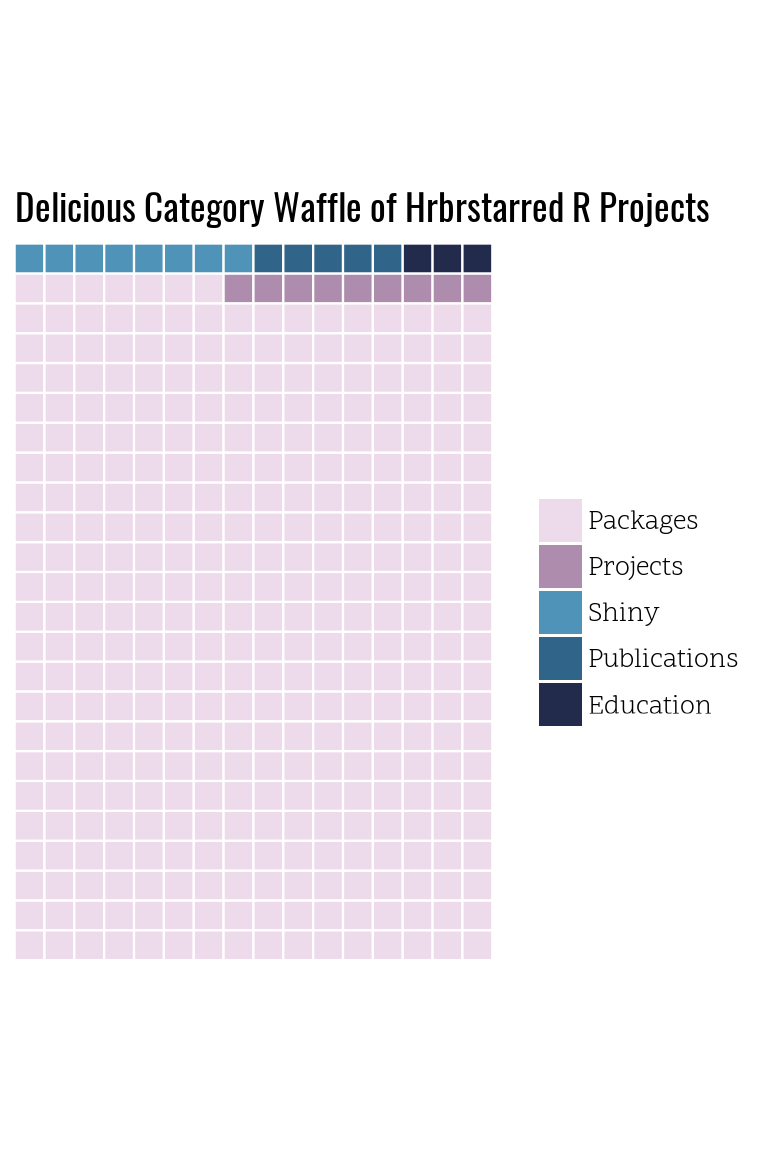 Delicious Category Waffle of Hrbrstarred R Projects
Packages
Projects
Shiny
Publications
Education